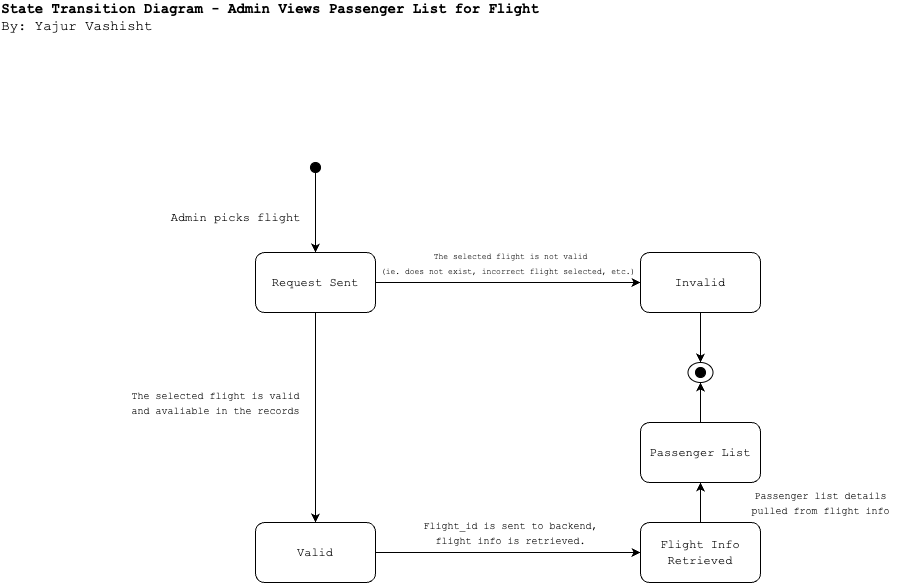 State Transition Diagram - Admin Views Passenger List for Flight
By: Yajur Vashisht
Admin picks flight
The selected flight is not valid
(ie. does not exist, incorrect flight selected, etc.)
Request Sent
Invalid
The selected flight is valid
and avaliable in the records
Passenger List
Passenger list details
pulled from flight info
Flight_id is sent to backend,
flight info is retrieved.
Valid
Flight Info
Retrieved